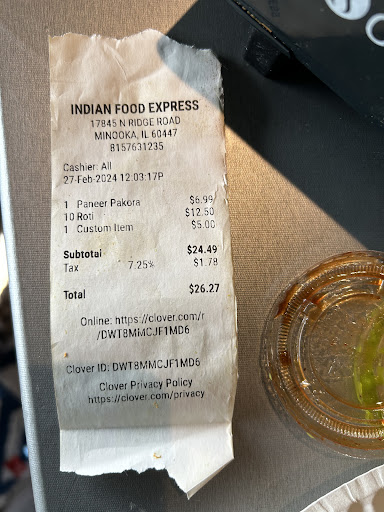 INDIAN FOOD EXPRESS
17845 N RIDGE ROAD
MINOOKA, IL 60447
8157631235
Cashier: Ali
27-Feb-2024 12:03:17P
1 Paneer Pakora $6.99
10 Roti $12.50
1 Custom Item $5.00
Subtotal $24.49
Tax 7.25% $1.78
Total $26.27
Online: https://clover.com/r
/DWT8MMCJF1MD6
Clover ID: DWT8MMCJF1MD6
Clover Privacy Policy
https://clover.com/privacy